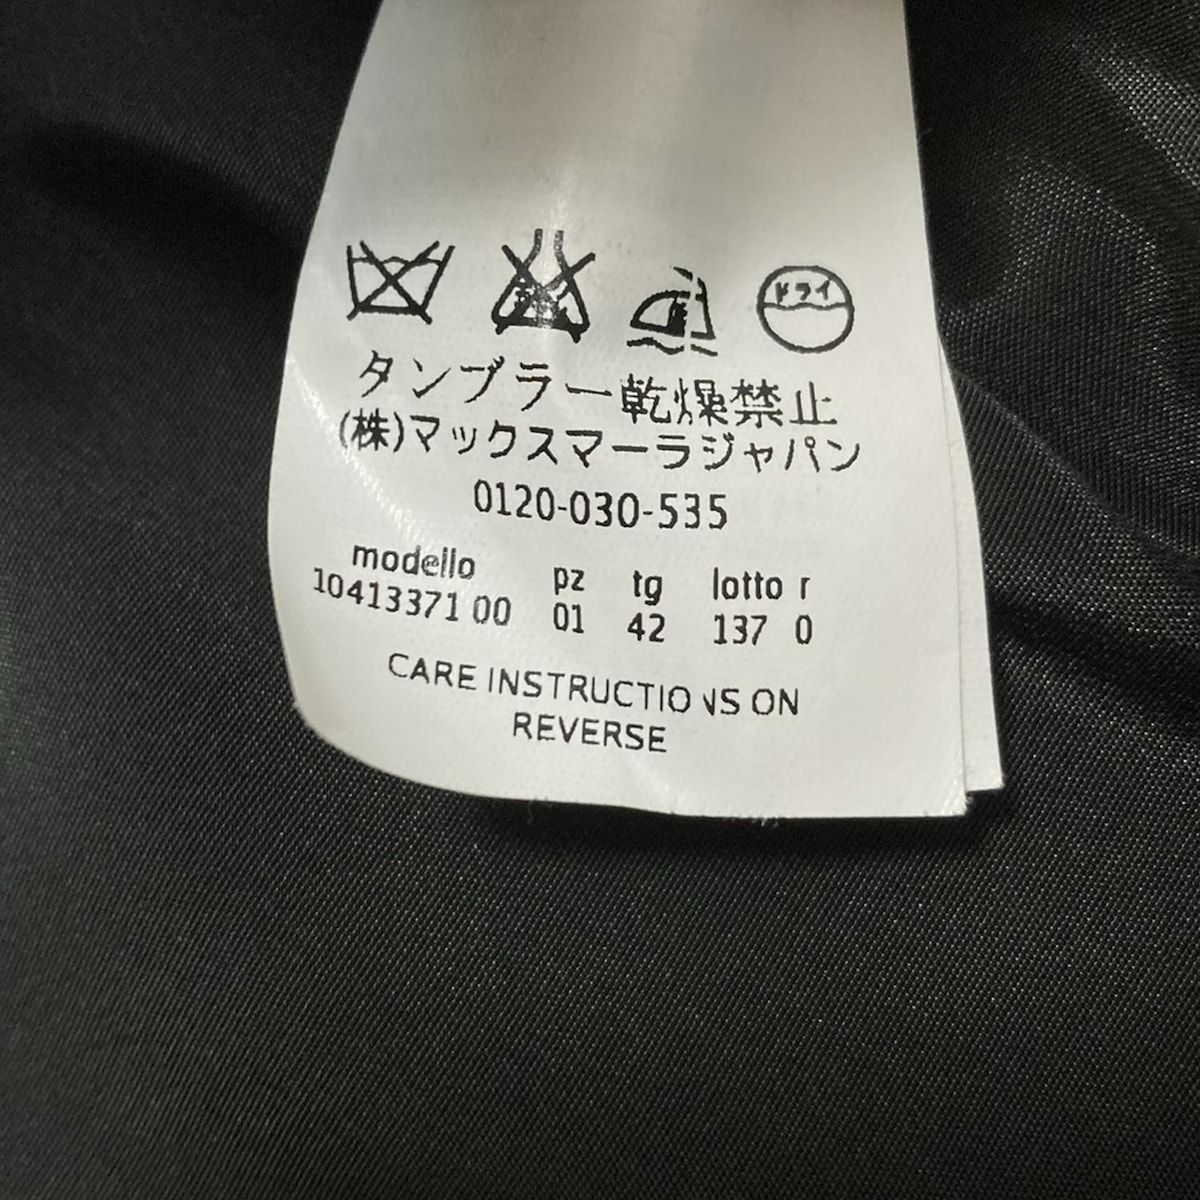 ドライ
タンブラー乾燥禁止
(株)マックスマーラジャパン
0120-030-535
modello pz tg lotto r
10413371 00 01 42 137 0
CARE INSTRUCTIONS ON
REVERSE